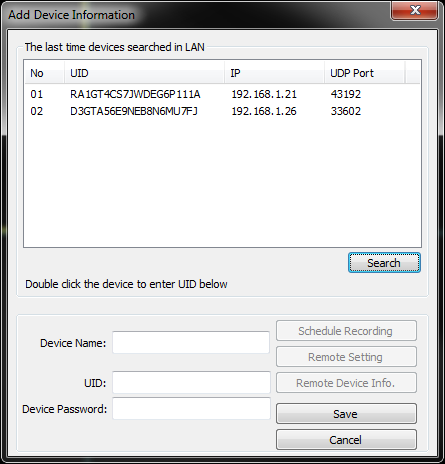 Add Device Information
The last time devices searched in LAN
No UID IP UDP Port
01 RA1GT4CS7JWDEG6P111A 192.168.1.21 43192
02 D3GTA56E9NEB8N6MU7FJ 192.168.1.26 33602
Search
Double click the device to enter UID below
Schedule Recording
Device Name:
Remote Setting
UID: Remote Device Info.
Device Password: Save
Cancel